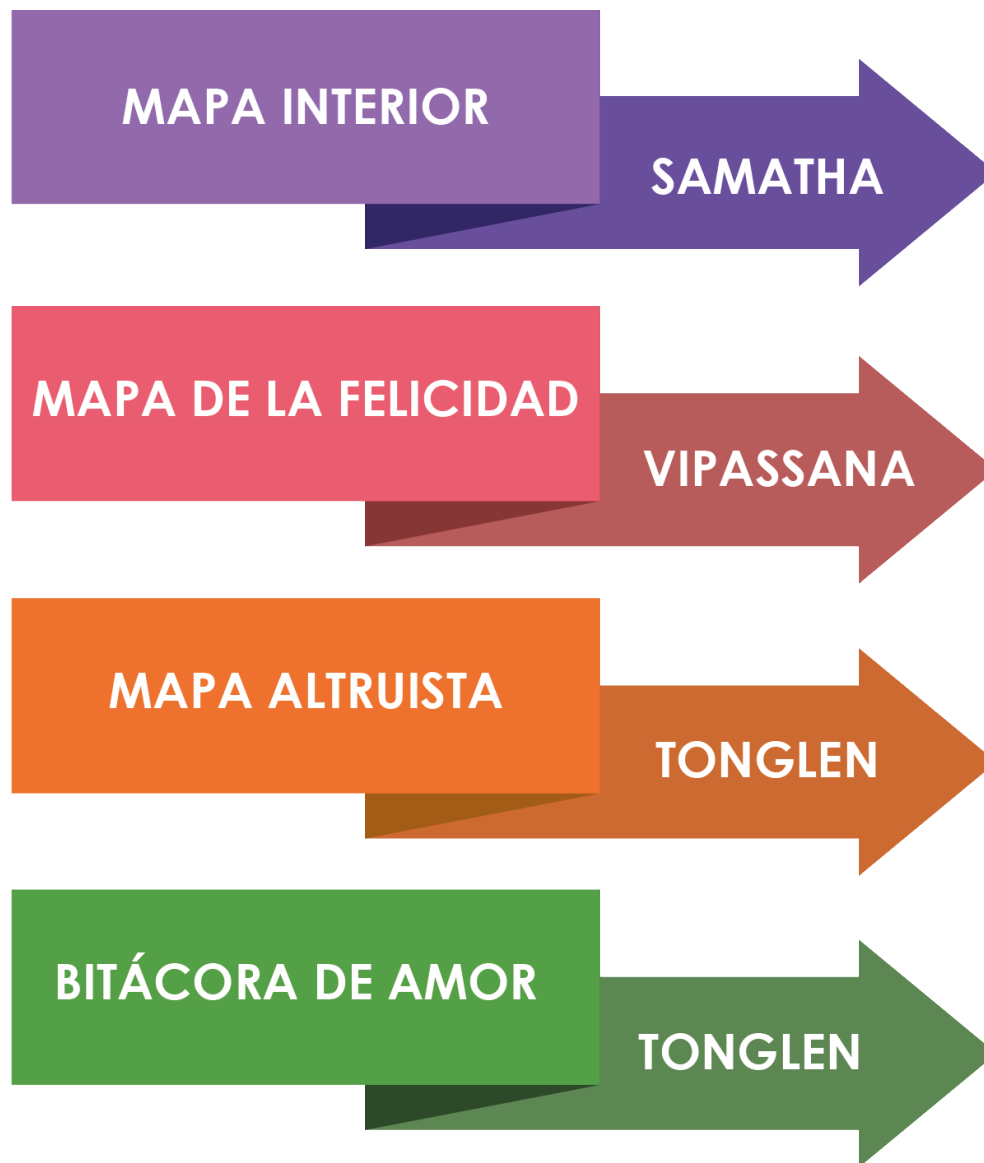 MAPA INTERIOR
SAMATHA
MAPA DE LA FELICIDAD
VIPASSANA
MAPA ALTRUISTA
TONGLEN
BITÁCORA DE AMOR
TONGLEN